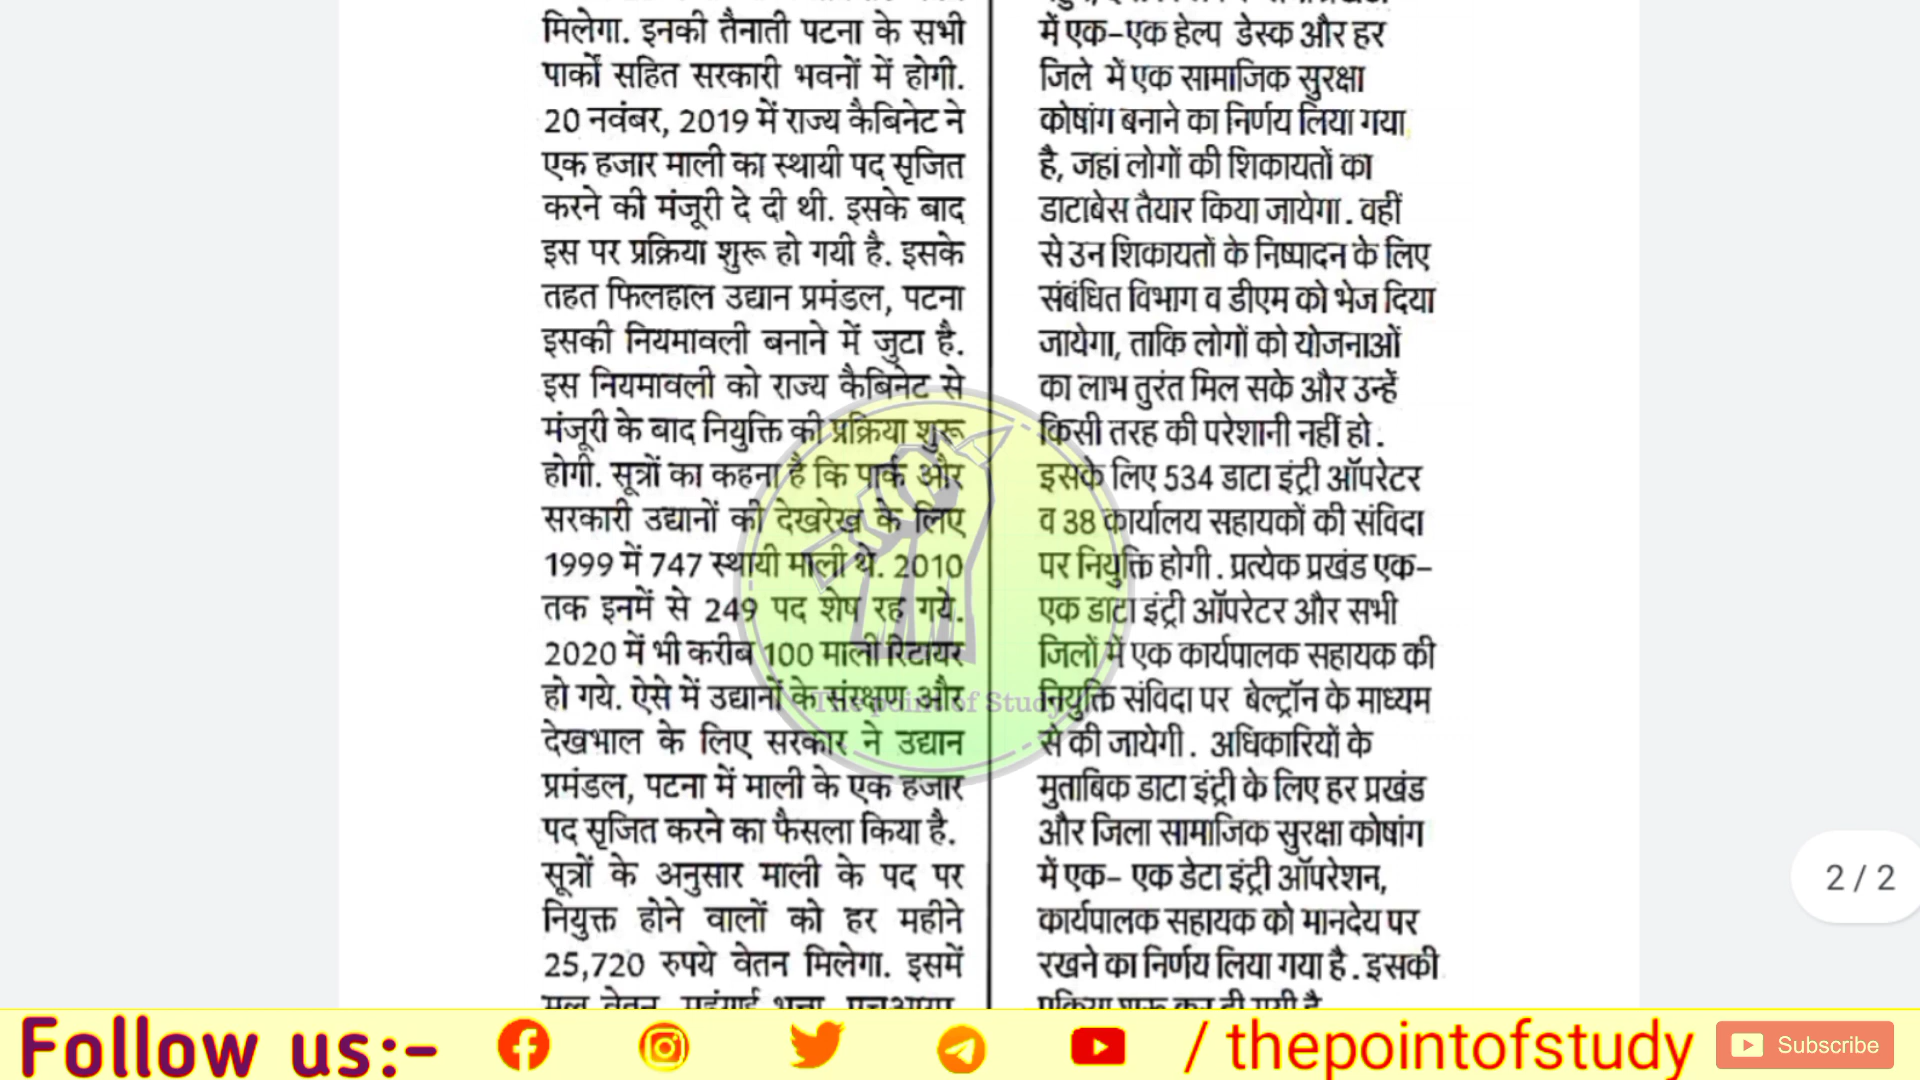 मिलेगा. इनकी तैनाती पटना के सभी
पार्कों सहित सरकारी भवनों में होगी.
20 नवंबर, 2019 में राज्य कैबिनेट ने
एक हजार माली का स्थायी पद सृजित
करने की मंजूरी दे दी थी. इसके बाद
इस पर प्रक्रिया शुरू हो गयी है. इसके
तहत फिलहाल उद्यान प्रमंडल, पटना
इसकी नियमावली बनाने में जुटा है.
इस नियमावली को राज्य कैबिनेट से
मंजूरी के बाद नियुक्ति की प्रक्रिया शुरू
होगी. सूत्रों का कहना है कि पार्क और
सरकारी उद्यानों की देखरेख के लिए
1999 में 747 स्थायी माली थे. 2010
तक इनमें से 249 पद शेष रह गये.
2020 में भी करीब 100 माली रिटायर
हो गये. ऐसे में उद्यानों के संरक्षण और
देखभाल के लिए सरकार ने उद्यान
प्रमंडल, पटना में माली के एक हजार
पद सृजित करने का फैसला किया है.
सूत्रों के अनुसार माली के पद पर
नियुक्त होने वालों को हर महीने
25,720 रुपये वेतन मिलेगा. इसमें
में एक-एक हेल्प डेस्क और हर
जिले में एक सामाजिक सुरक्षा
कोषांग बनाने का निर्णय लिया गया
है, जहां लोगों की शिकायतों का
डाटाबेस तैयार किया जायेगा. वहीं
से उन शिकायतों के निष्पादन के लिए
संबंधित विभाग व डीएम को भेज दिया
जायेगा, ताकि लोगों को योजनाओं
का लाभ तुरंत मिल सके और उन्हें
किसी तरह की परेशानी नहीं हो.
इसके लिए 534 डाटा इंट्री ऑपरेटर
व 38 कार्यालय सहायकों की संविदा
पर नियुक्ति होगी. प्रत्येक प्रखंड एक-
एक डाटा इंट्री ऑपरेटर और सभी
जिलों में एक कार्यपालक सहायक की
नियुक्ति संविदा पर बेल्ट्रॉन के माध्यम
से की जायेगी. अधिकारियों के
मुताबिक डाटा इंट्री के लिए हर प्रखंड
और जिला सामाजिक सुरक्षा कोषांग
में एक- एक डेटा इंट्री ऑपरेशन,
कार्यपालक सहायक को मानदेय पर
रखने का निर्णय लिया गया है. इसकी
The point of Study
2 / 2
Follow us:- / thepointofstudy
Subscribe